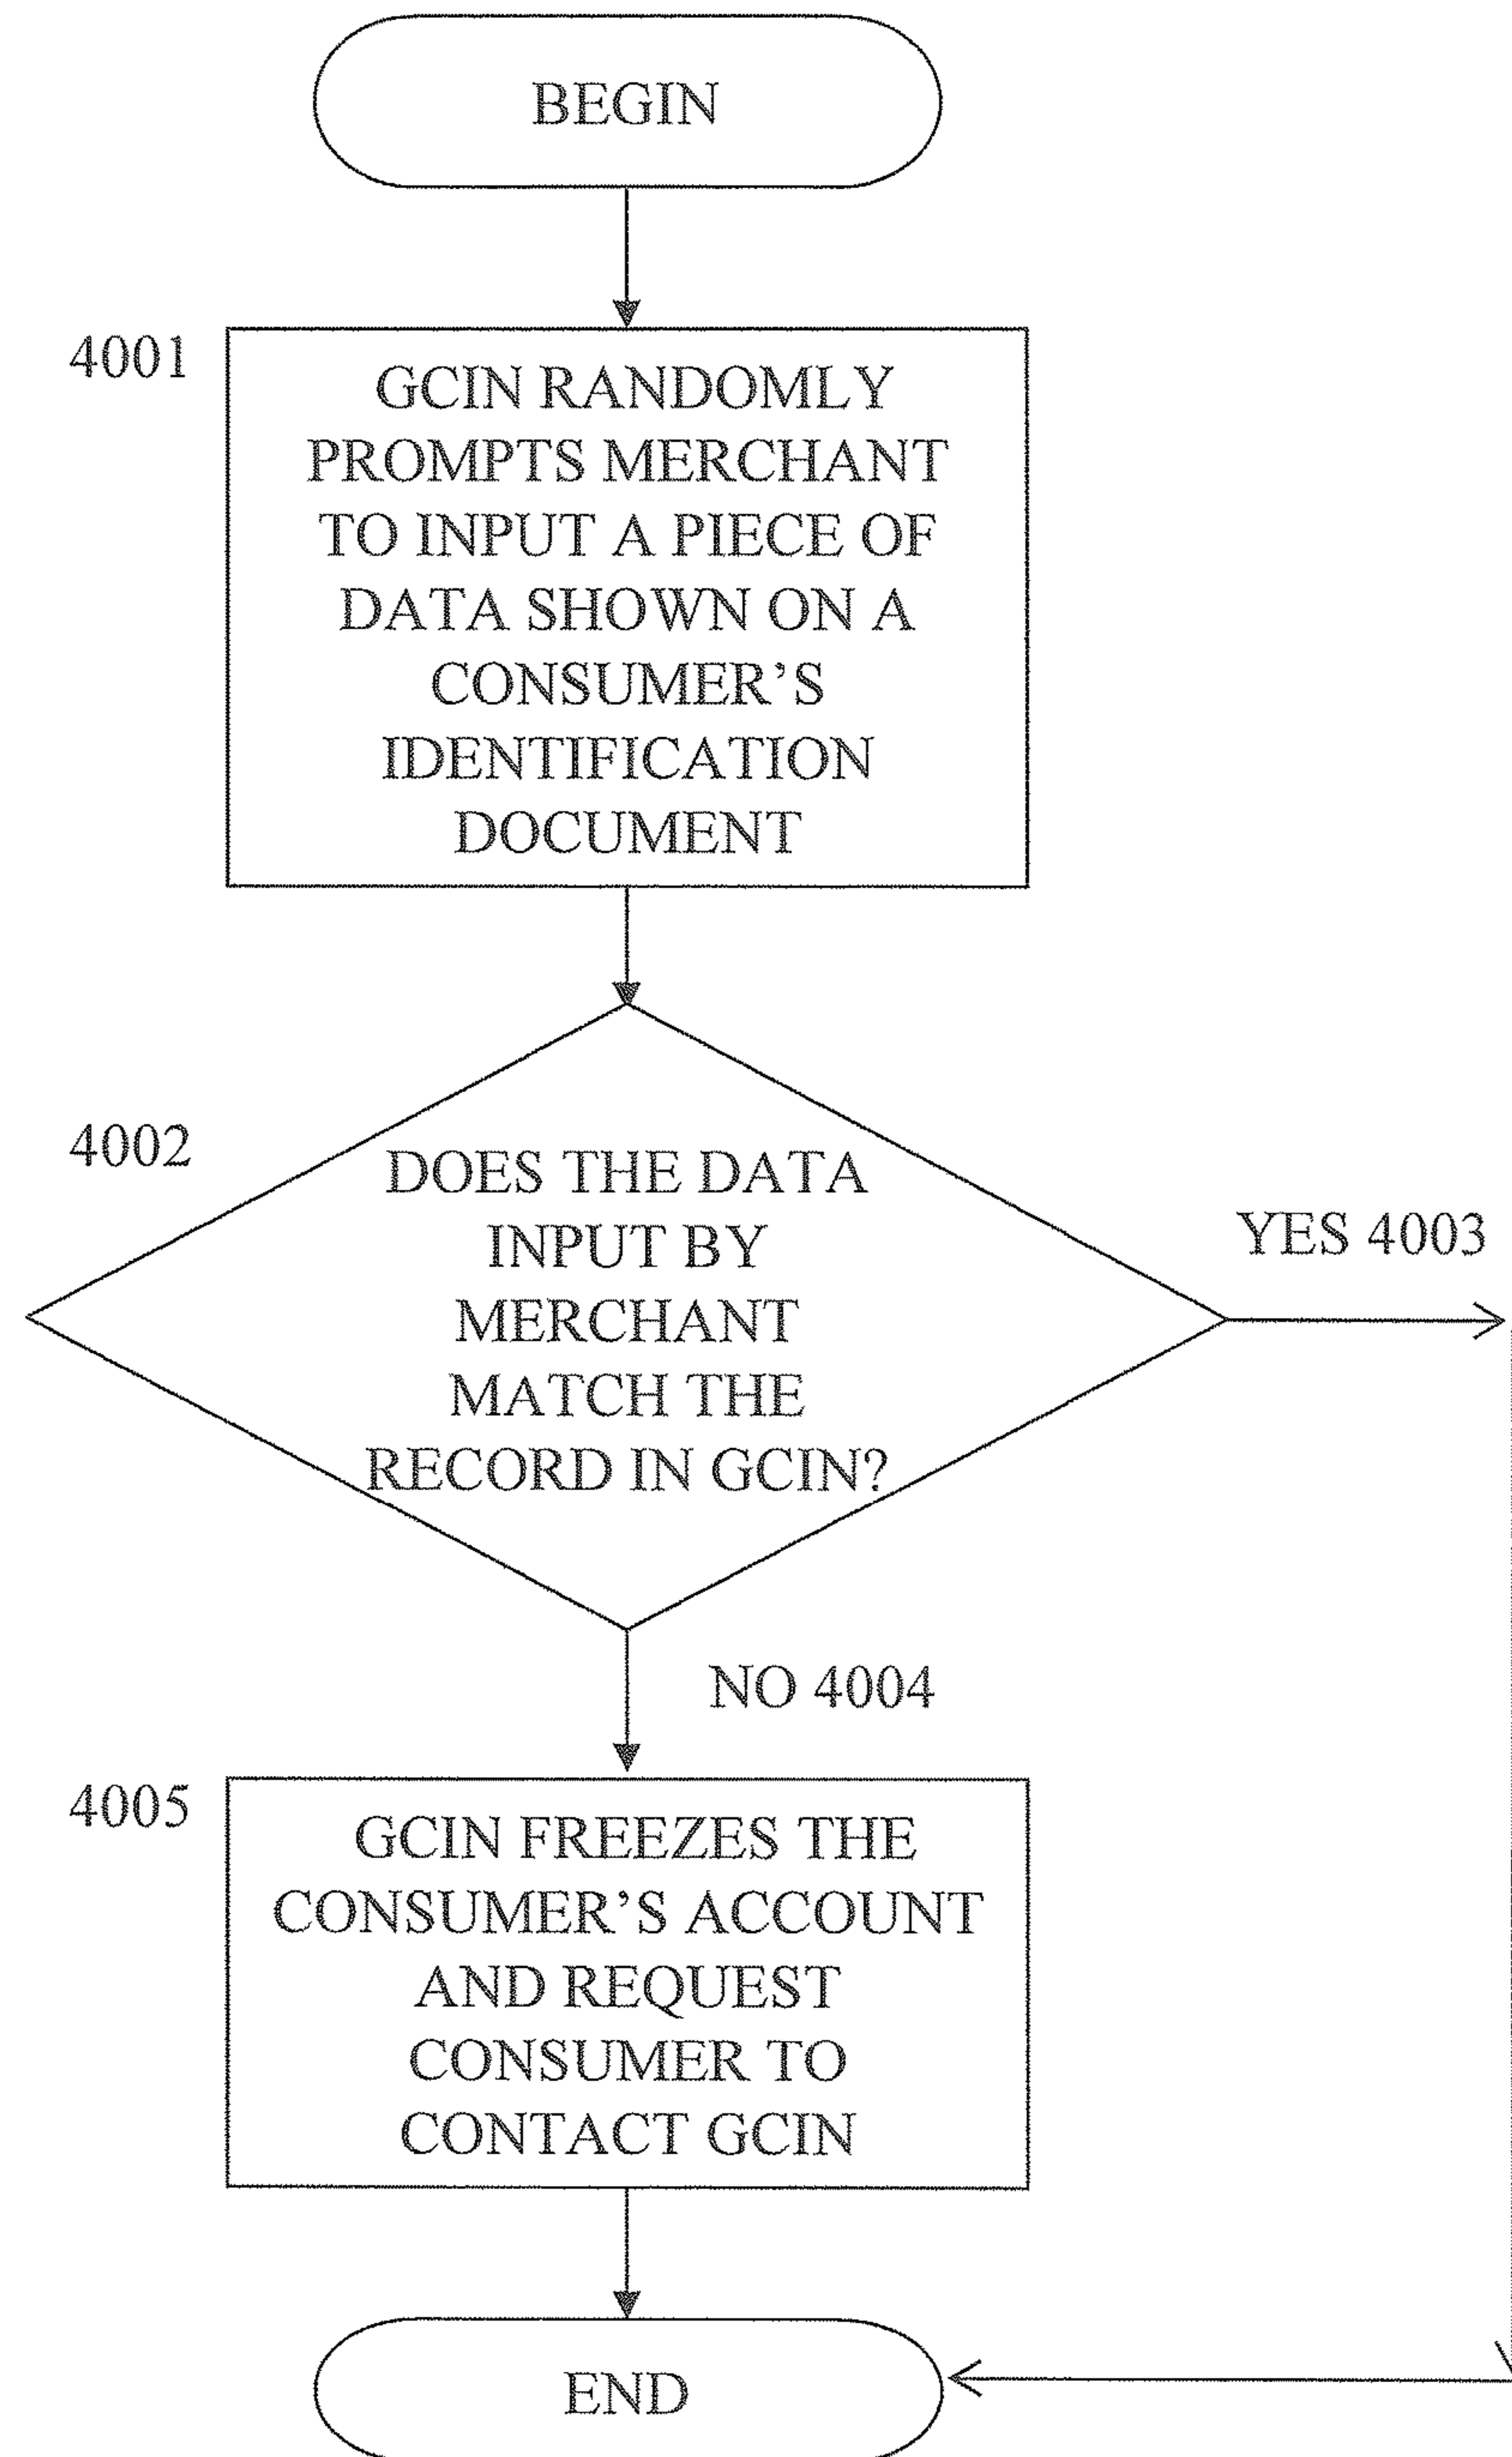 BEGIN
4001
GCIN RANDOMLY
PROMPTS MERCHANT
TO INPUT A PIECE OF
DATA SHOWN ON A
CONSUMER’S
IDENTIFICATION
DOCUMENT
4002
DOES THE DATA
INPUT BY
MERCHANT
MATCH THE
RECORD IN GCIN?
YES 4003
NO 4004
4005
GCIN FREEZES THE
CONSUMER’S ACCOUNT
AND REQUEST
CONSUMER TO
CONTACT GCIN
END